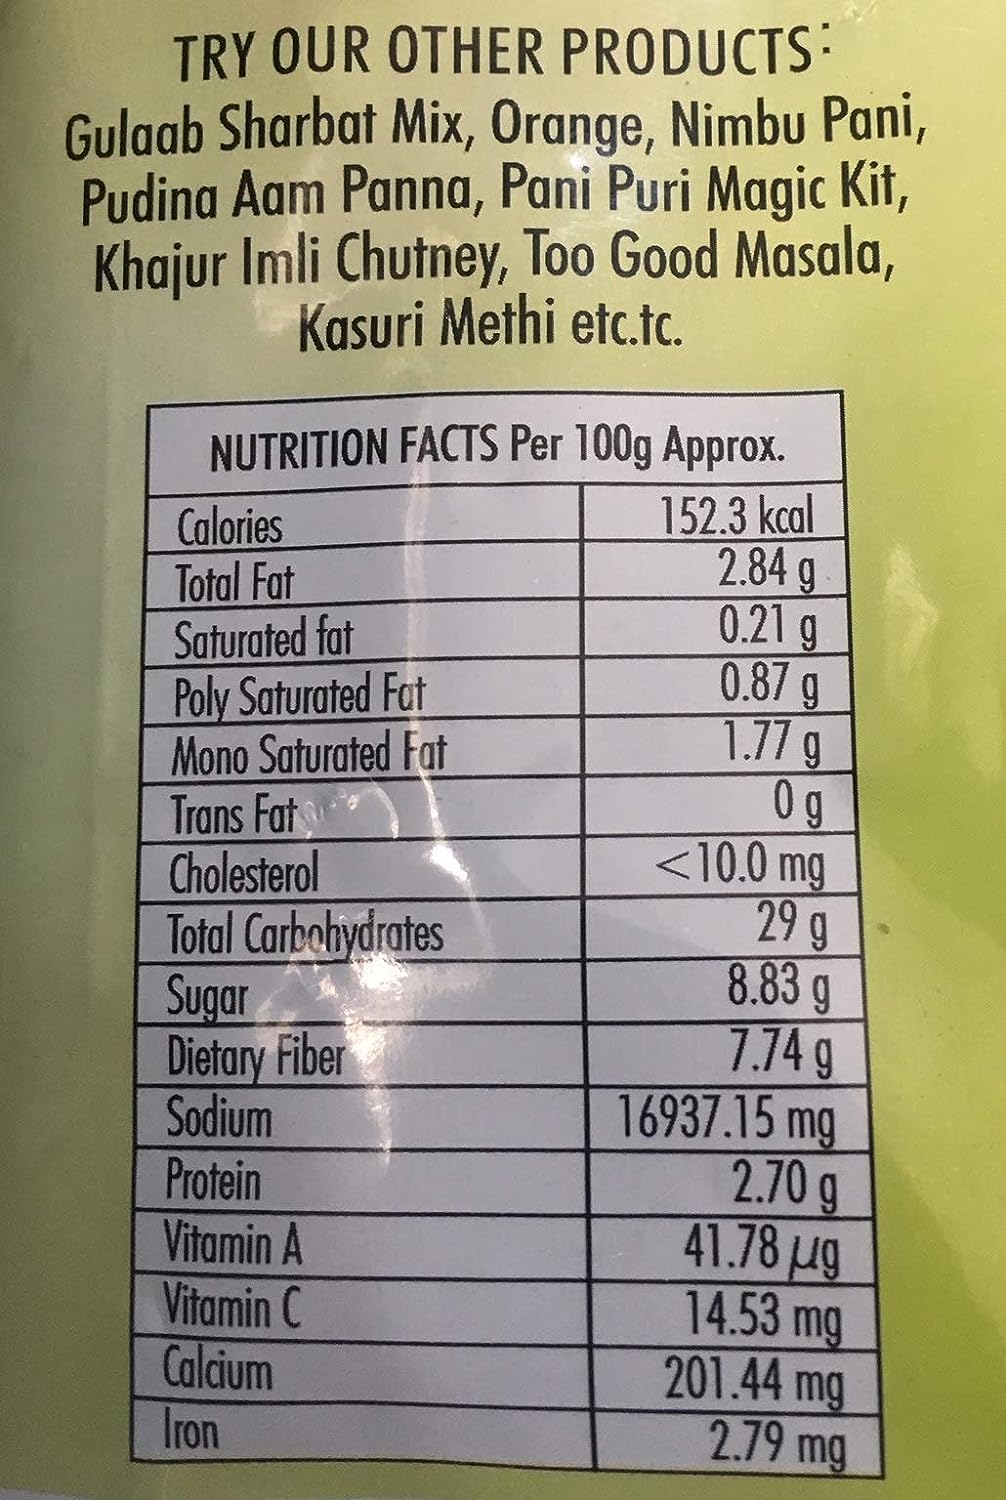 TRY OUR OTHER PRODUCTS:
Gulaab Sharbat Mix, Orange, Nimbu Pani,
Pudina Aam Panna, Pani Puri Magic Kit,
Khajur Imli Chutney, Too Good Masala,
Kasuri Methi etc.tc.
NUTRITION FACTS Per 100g Approx.
Calories 152.3 kcal
Total Fat 2.84 g
Saturated fat 0.21 g
Poly Saturated Fat 0.87 g
Mono Saturated Fat 1.77 g
Trans Fat 0 g
Cholesterol <10.0 mg
Total Carbohydrates 29 g
Sugar 8.83 g
Dietary Fiber 7.74 g
Sodium 16937.15 mg
Protein 2.70 g
Vitamin A 41.78 µg
Vitamin C 14.53 mg
Calcium 201.44 mg
Iron 2.79 mg